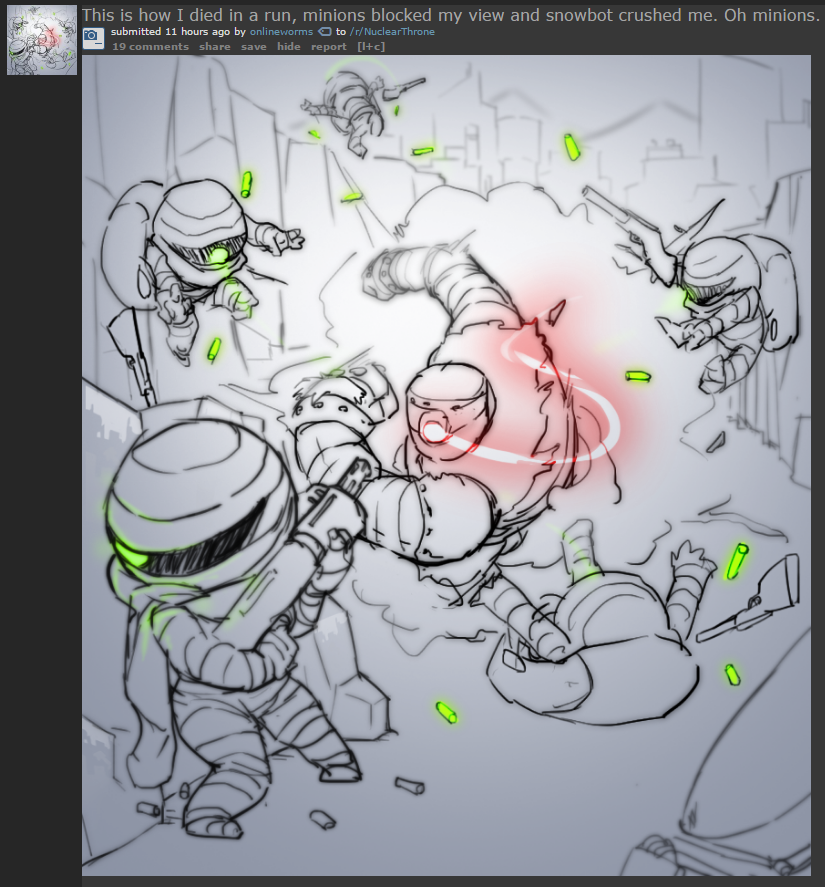 This is how I died in a run, minions blocked my view and snowbot crushed me. Oh minions.
submitted 11 hours ago by onlineworms to /r/NuclearThrone
19 comments share save hide report [l+c]